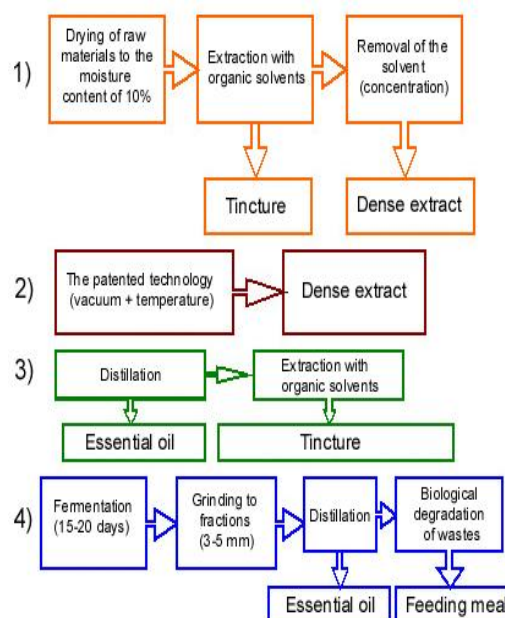 1)
Drying of raw
materials to the
moisture
content of 10%
Extraction with
organic solvents
Removal of the
solvent
(concentration)
Tincture
Dense extract
2)
The patented technology
(vacuum + temperature)
Dense extract
3)
Distillation
Extraction with
organic solvents
Essential oil
Tincture
4)
Fermentation
(15-20 days)
Grinding to
fractions
(3-5 mm)
Distillation
Biological
degradation
of wastes
Essential oil
Feeding meal